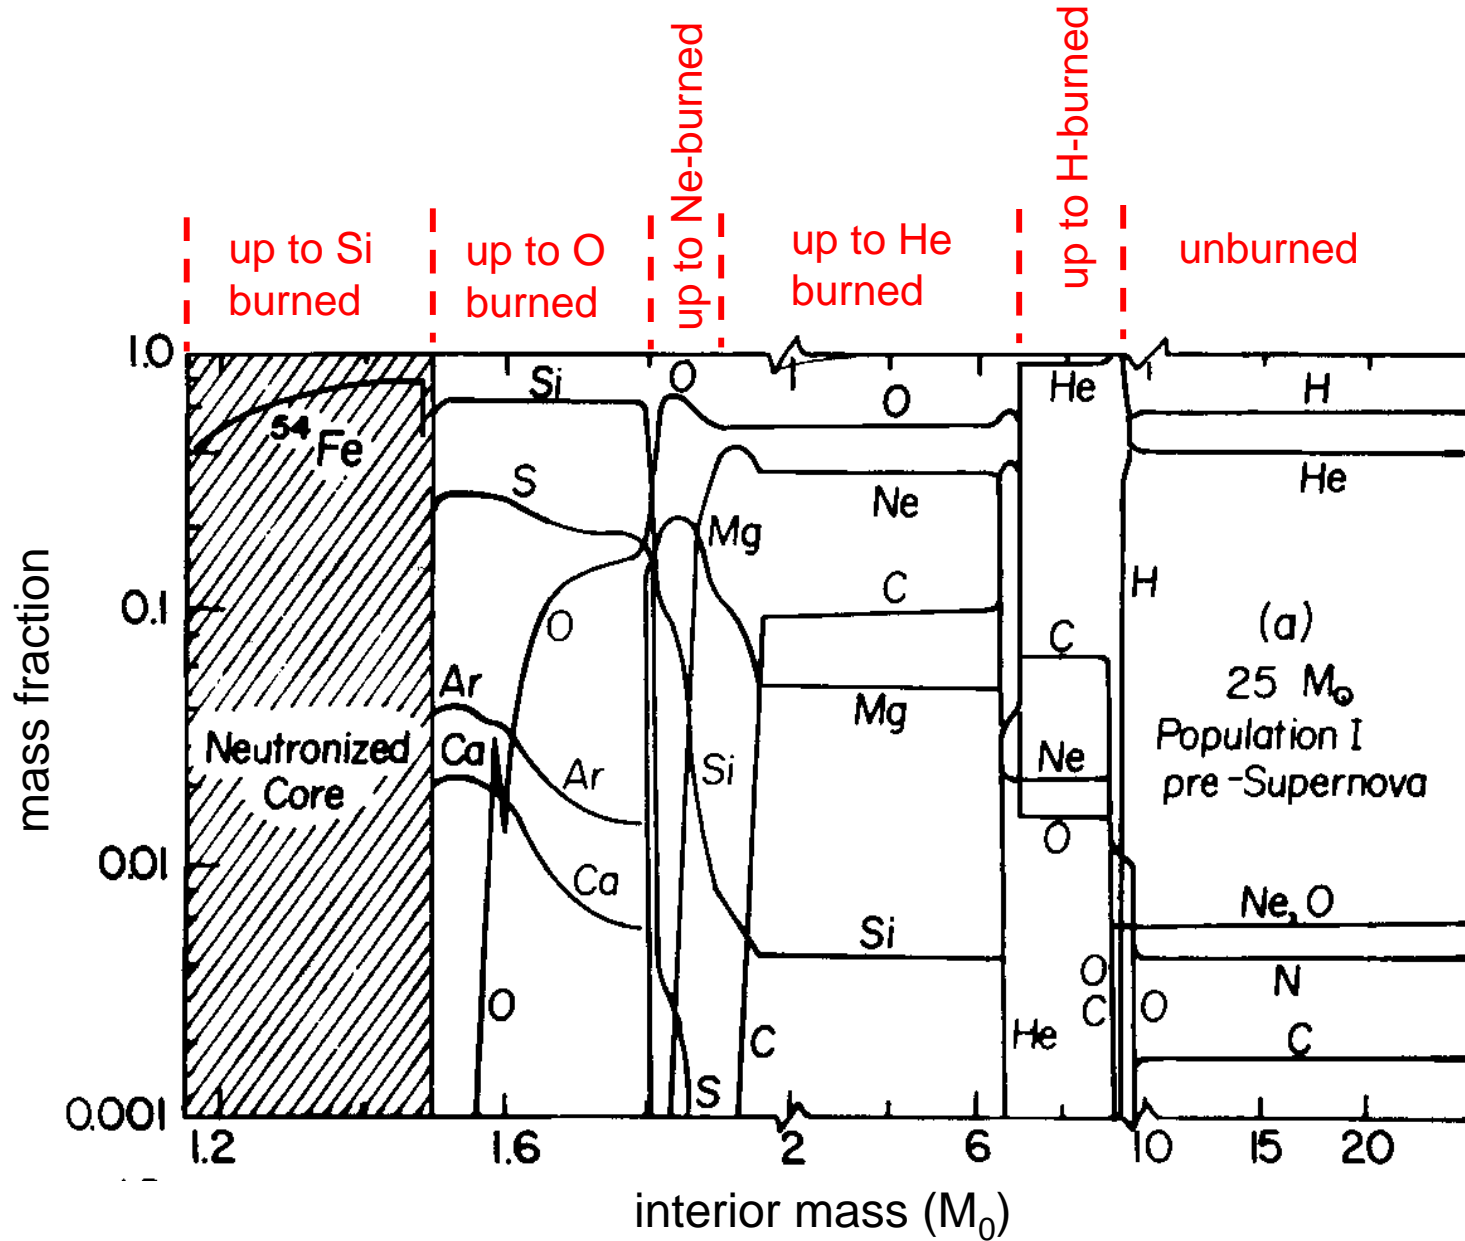 up to Ne-burned
up to H-burned
up to Si
burned
up to O
burned
up to He
burned
unburned
1.0
0.1
0.01
0.001
mass fraction
54Fe
Neutronized
Core
Si
S
O
Ar
Ca
Ar
Ca
O
O
O
Mg
Ne
C
Mg
Si
Si
C
S
He
He
C
Ne
O
O
C
O
H
H
He
(a)
25 M⊙
Population I
pre-Supernova
Ne, O
N
C
1.2
1.6
2
6
10
15
20
interior mass (M0)